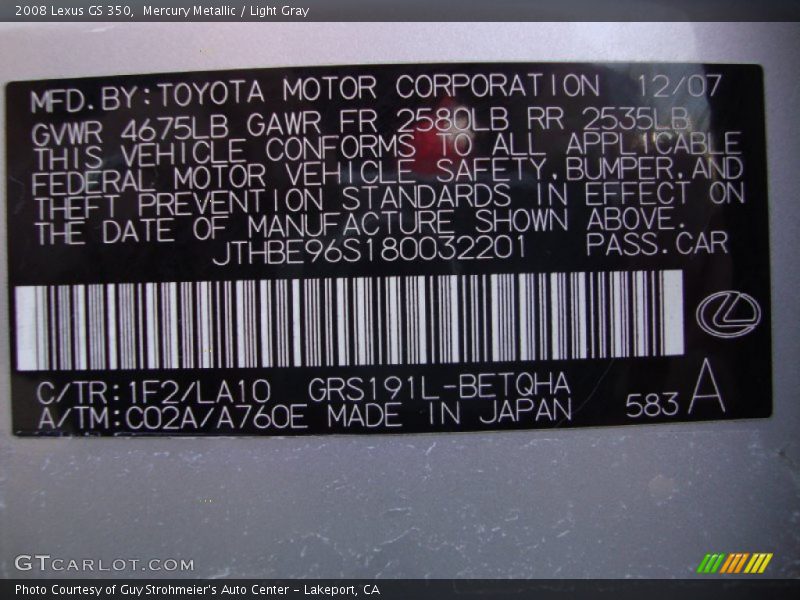 2008 Lexus GS 350, Mercury Metallic / Light Gray
MFD. BY: TOYOTA MOTOR CORPORATION 12/07
GVWR 4675LB GAWR FR 2580LB RR 2535LB
THIS VEHICLE CONFORMS TO ALL APPLICABLE
FEDERAL MOTOR VEHICLE SAFETY, BUMPER, AND
THEFT PREVENTION STANDARDS IN EFFECT ON
THE DATE OF MANUFACTURE SHOWN ABOVE.
JTHBE96S180032201 PASS. CAR
C/TR: 1F2/LA10 GRS191L-BETQHA
A/TM: C02A/A760E MADE IN JAPAN 583 A
GTCARLOT.COM
Photo Courtesy of Guy Strohmeier's Auto Center - Lakeport, CA